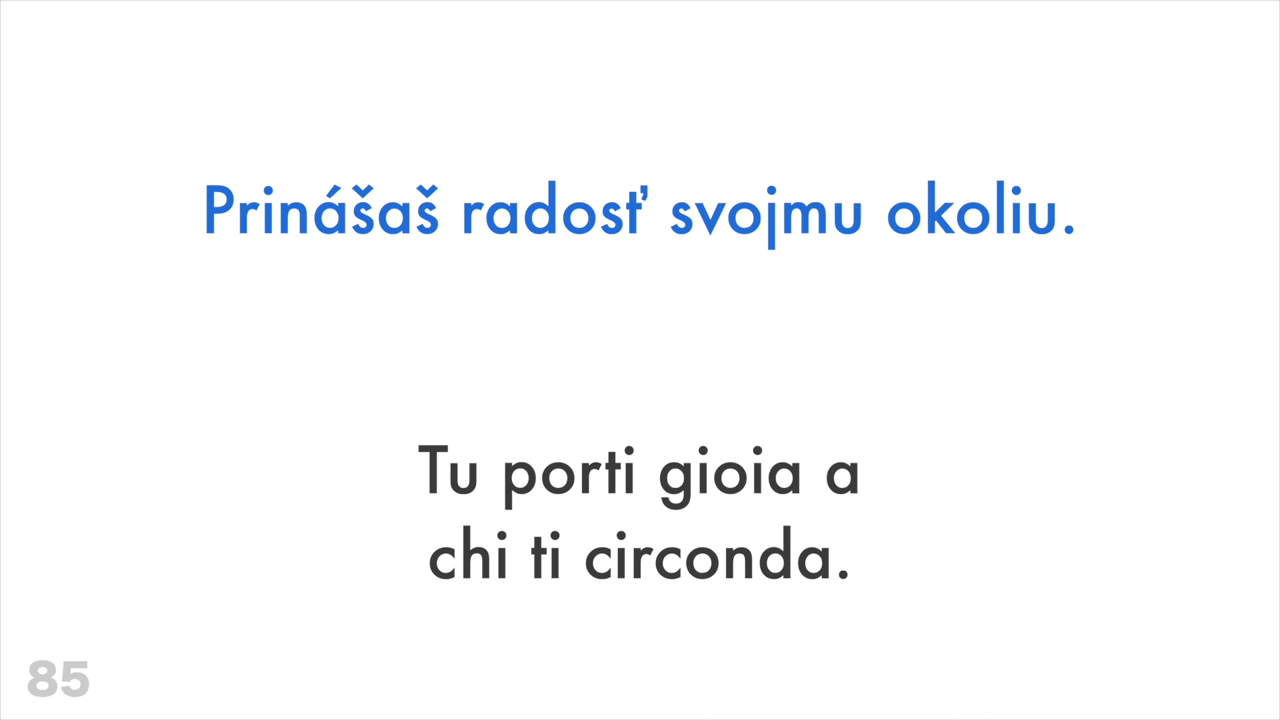 Prinášaš radosť svojmu okoliu.
Tu porti gioia a
chi ti circonda.
85